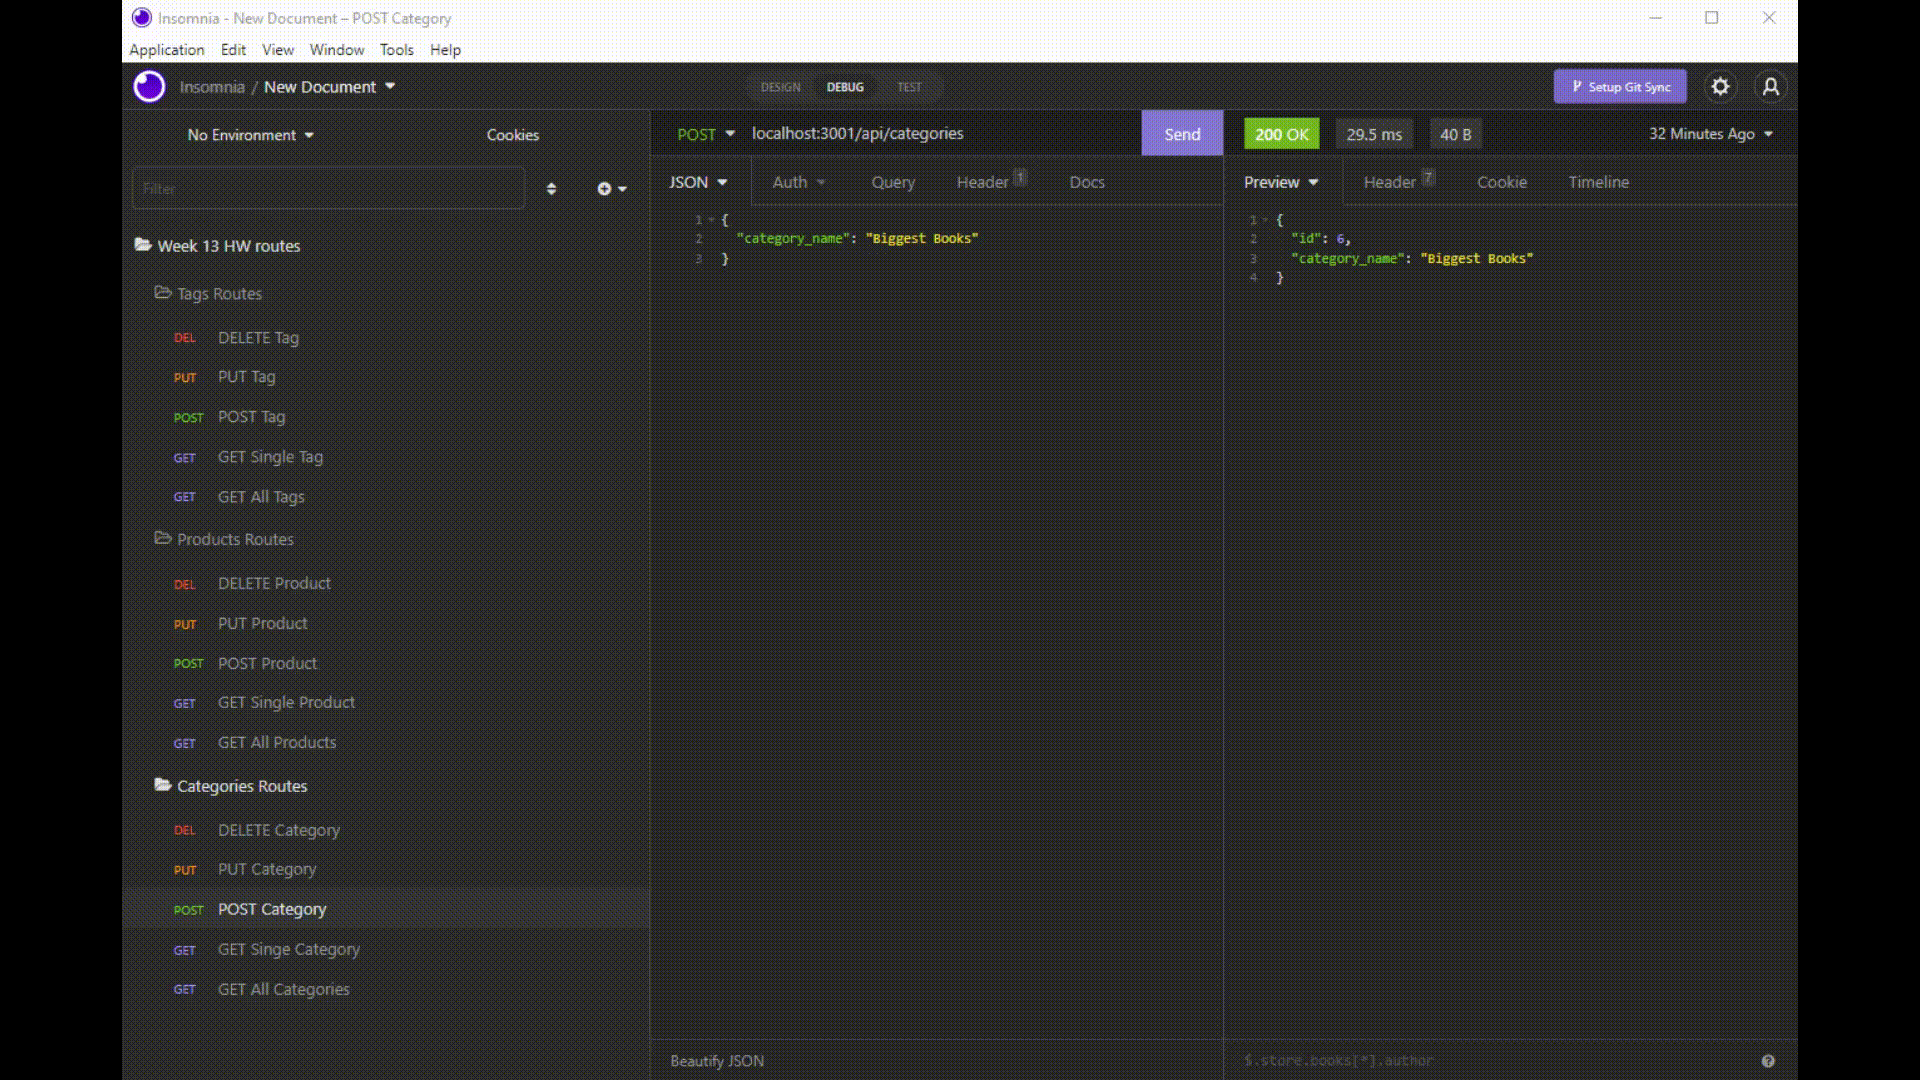 Insomnia - New Document – POST Category
Application Edit View Window Tools Help
Insomnia / New Document
DESIGN DEBUG TEST
Setup Git Sync
No Environment Cookies
POST localhost:3001/api/categories Send
200 OK 29.5 ms 40 B 32 Minutes Ago
Filter
JSON Auth Query Header 1 Docs
Preview Header 7 Cookie Timeline
1 {
2 "category_name": "Biggest Books"
3 }
1 {
2 "id": 6,
3 "category_name": "Biggest Books"
4 }
Week 13 HW routes
Tags Routes
DEL DELETE Tag
PUT PUT Tag
POST POST Tag
GET GET Single Tag
GET GET All Tags
Products Routes
DEL DELETE Product
PUT PUT Product
POST POST Product
GET GET Single Product
GET GET All Products
Categories Routes
DEL DELETE Category
PUT PUT Category
POST POST Category
GET GET Singe Category
GET GET All Categories
Beautify JSON
$.store.books[*].author